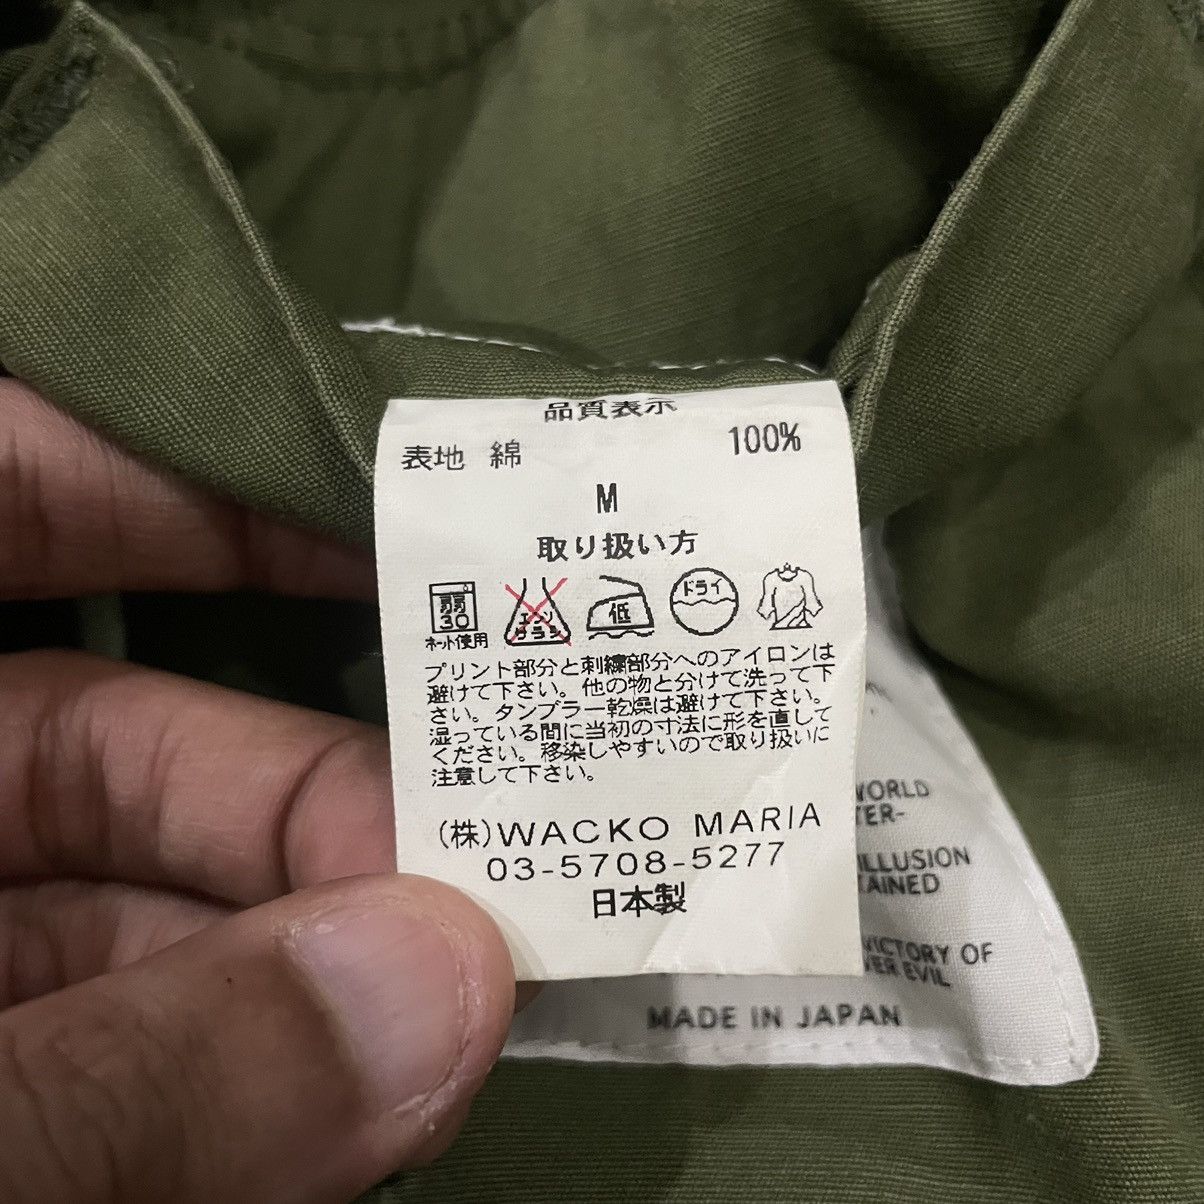 品質表示
表地 綿 100%
M
取り扱い方
弱
30
ネット使用
エンソ
サラシ
低
ドライ
プリント部分と刺繍部分へのアイロンは
避けて下さい。他の物と分けて洗って下
さい。タンブラー乾燥は避けて下さい。
湿っている間に当初の寸法に形を直して
ください。移染しやすいので取り扱いに
注意して下さい。
(株)WACKO MARIA
03-5708-5277
日本製
WORLD
TER-
ILLUSION
TAINED
VICTORY OF
VER EVIL
MADE IN JAPAN